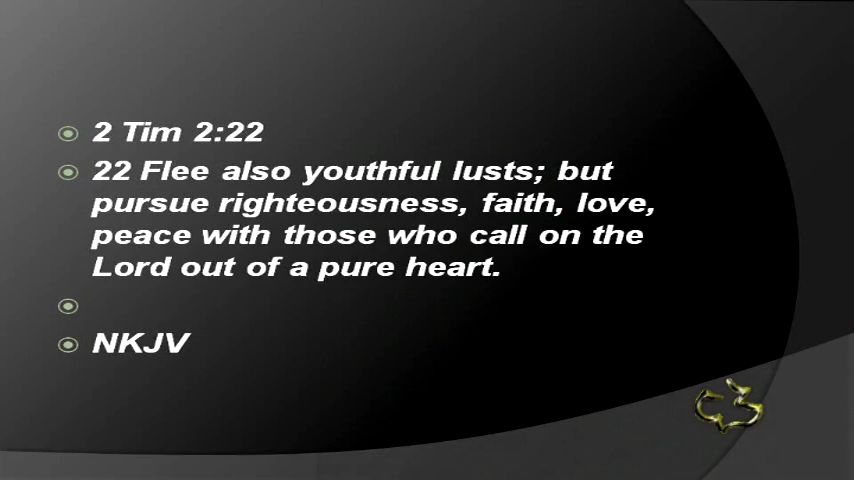 2 Tim 2:22
22 Flee also youthful lusts; but
pursue righteousness, faith, love,
peace with those who call on the
Lord out of a pure heart.
NKJV